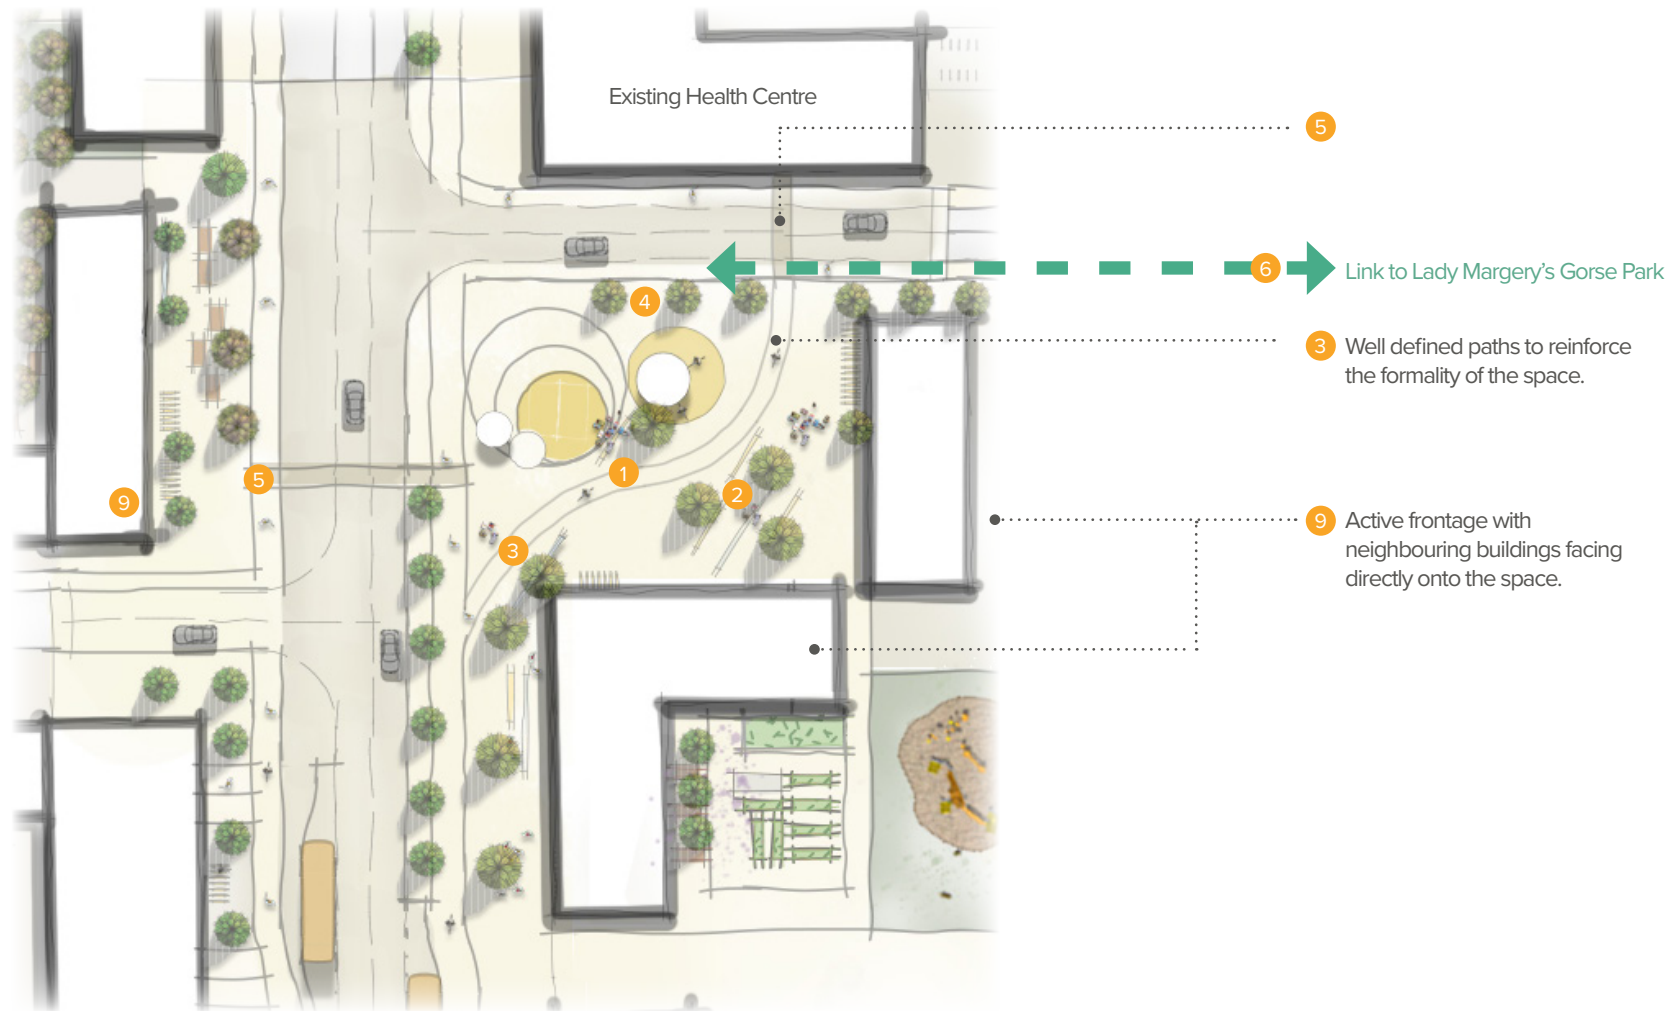 Existing Health Centre
5
6
Link to Lady Margery's Gorse Park
4
3
Well defined paths to reinforce
the formality of the space.
1
5
2
9
3
9
Active frontage with
neighbouring buildings facing
directly onto the space.